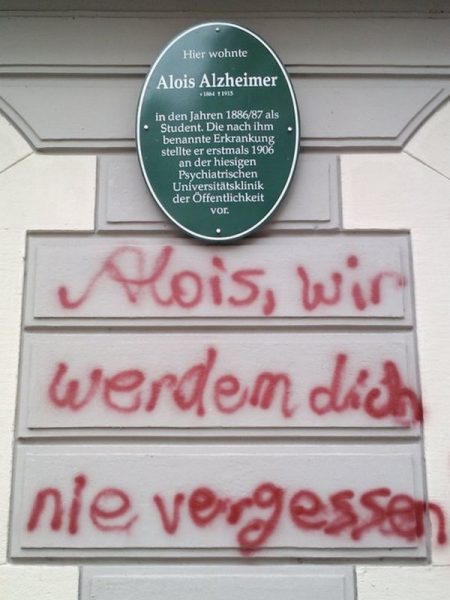 Hier wohnte
Alois Alzheimer
* 1864 † 1915
in den Jahren 1886/87 als
Student. Die nach ihm
benannte Erkrankung
stellte er erstmals 1906
an der hiesigen
Psychiatrischen
Universitätsklinik
der Öffentlichkeit
vor.
Alois, wir
werdem dich
nie vergessen